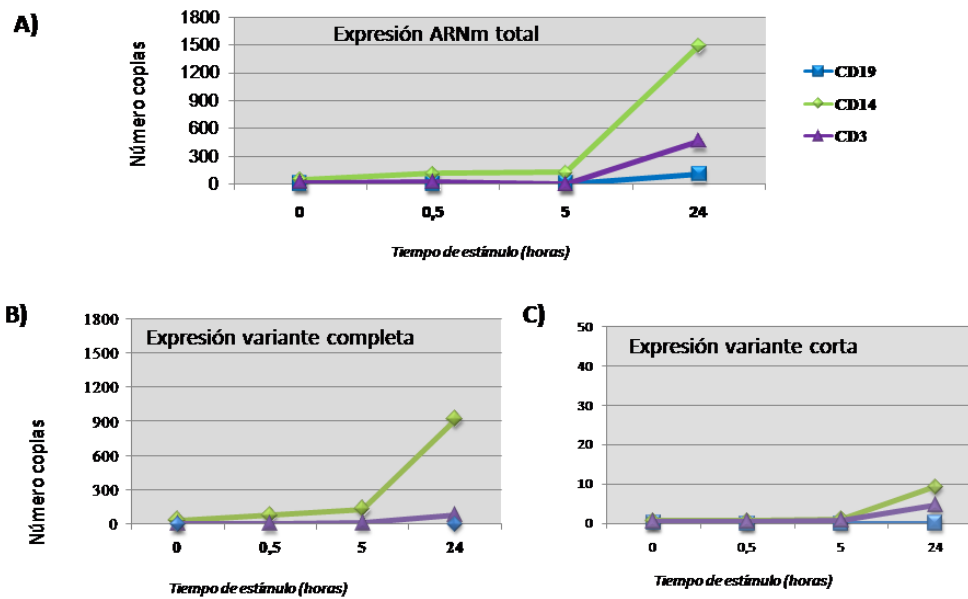 A)
Expresión ARNm total
Número copias
1800
1500
1200
900
600
300
0
0
0,5
5
24
Tiempo de estímulo (horas)
CD19
CD14
CD3
B)
Expresión variante completa
Número copias
1800
1500
1200
900
300
0
0
0,5
5
24
Tiempo de estímulo (horas)
C)
Expresión variante corta
50
40
30
20
10
0
0
0,5
5
24
Tiempo de estímulo (horas)